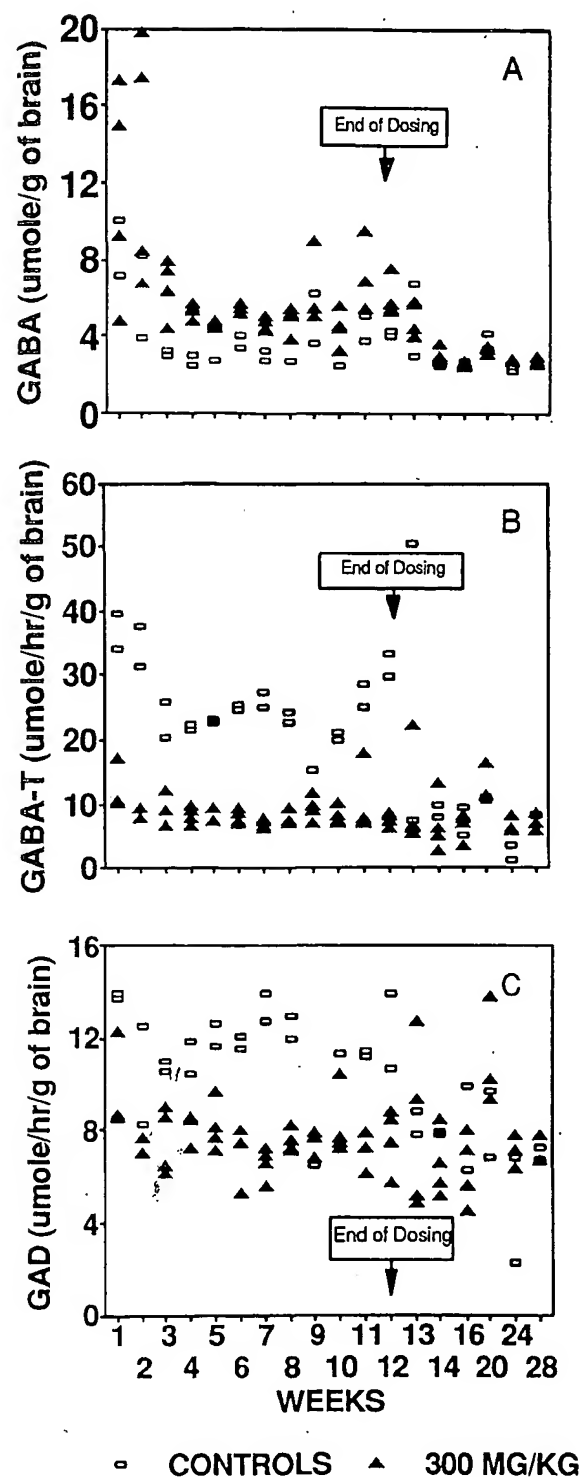 A
GABA (umole/g of brain)
20
16
12
8
4
0
End of Dosing
B
GABA-T (umole/hr/g of brain)
60
50
40
30
20
10
0
End of Dosing
C
GAD (umole/hr/g of brain)
16
12
8
4
0
End of Dosing
1 3 5 7 9 11 13 16 24
2 4 6 8 10 12 14 20 28
WEEKS
CONTROLS 300 MG/KG